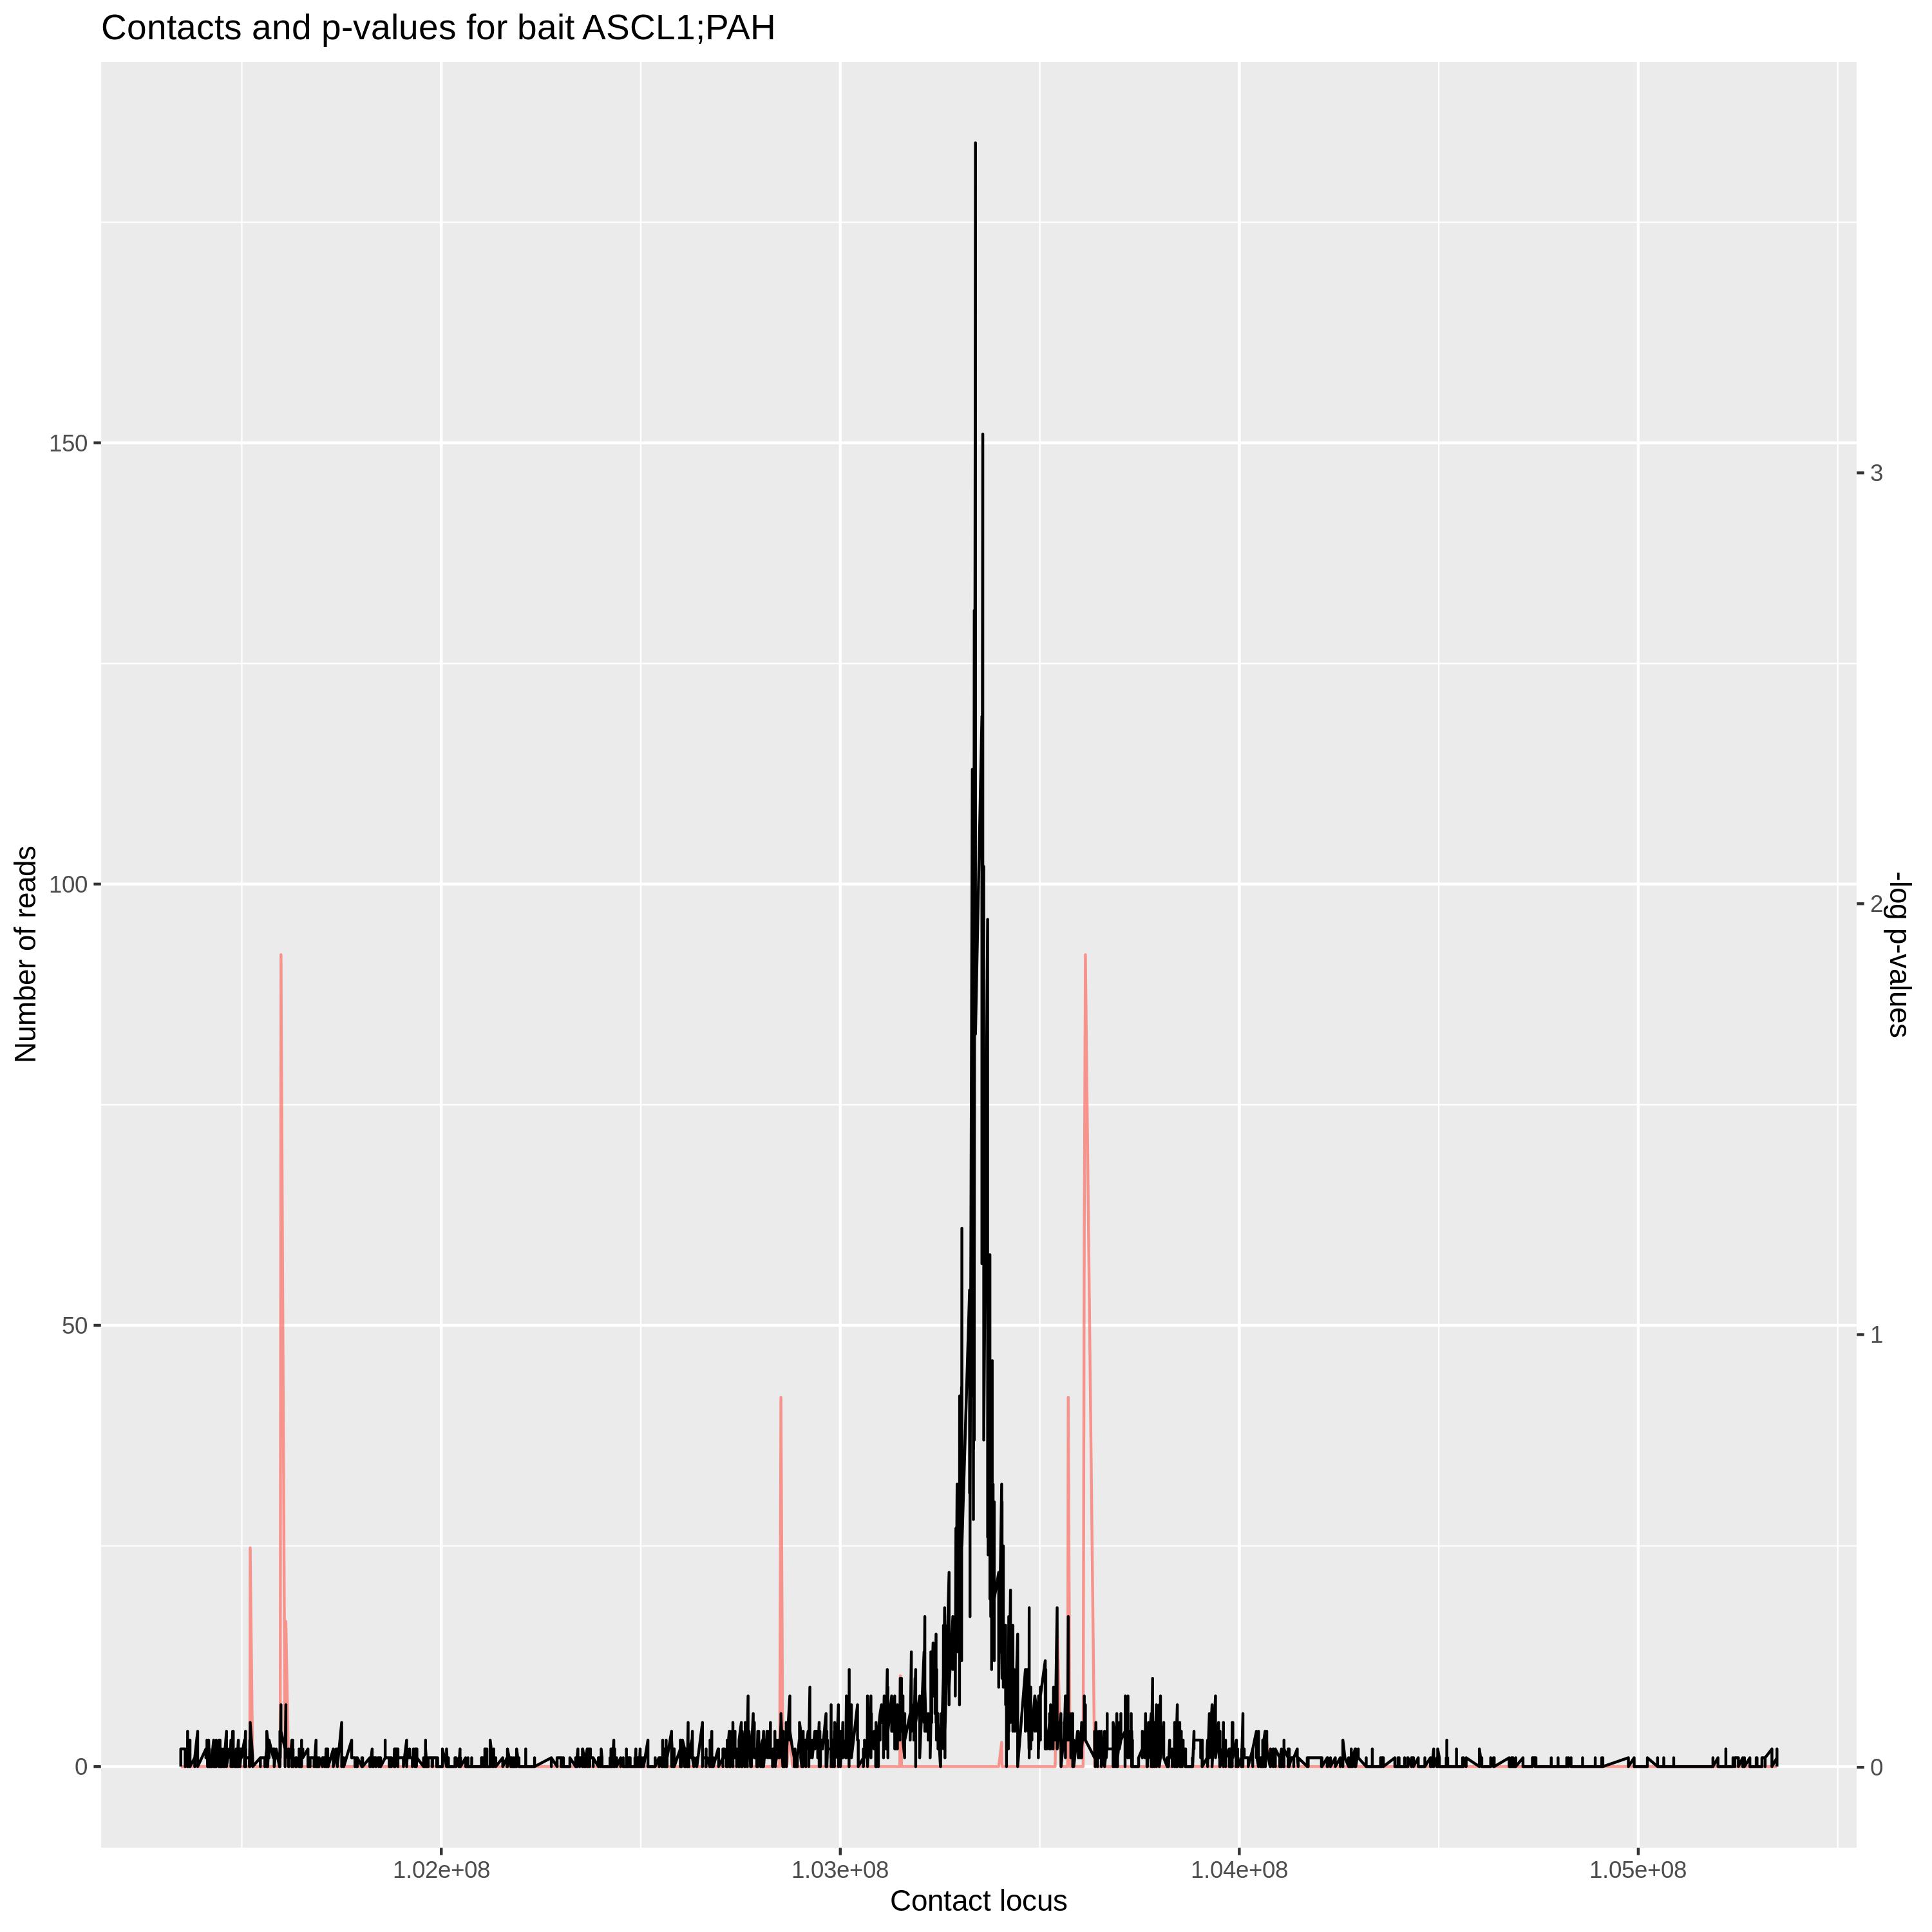 Contacts and p-values for bait ASCL1;PAH
150
100
50
0
3
2
1
0
Number of reads
-log p-values
1.02e+08
1.03e+08
1.04e+08
1.05e+08
Contact locus